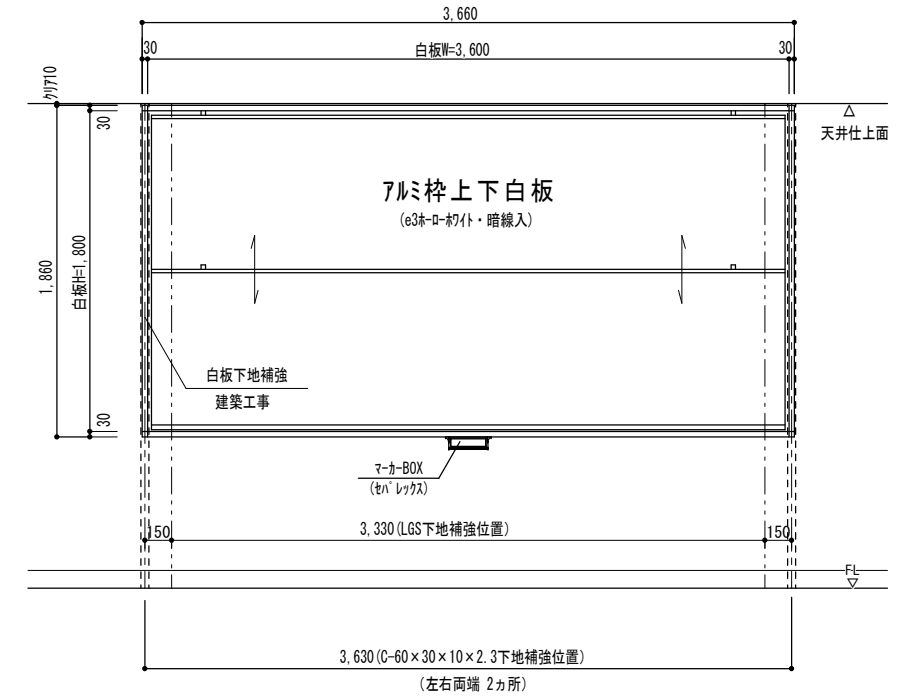 3,660
30
白板W=3,600
30
ｸﾘｱ10
30
天井仕上面
ｱﾙﾐ枠上下白板
(e3ﾎｰﾛｰﾎﾜｲﾄ・暗線入)
1,860
白板H=1,800
白板下地補強
建築工事
30
ﾏｰｶｰBOX
(ｾﾊﾟﾚｯｸｽ)
150
3,330(LGS下地補強位置)
150
FL
3,630(C-60×30×10×2.3下地補強位置)
(左右両端 2ヵ所)